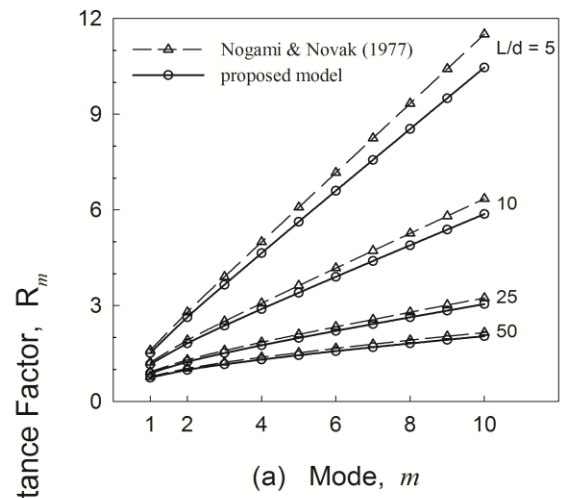 12
9
6
3
0
Nogami & Novak (1977)
proposed model
L/d = 5
10
25
50
1 2 4 6 8 10
(a) Mode, m
Factor, R_m